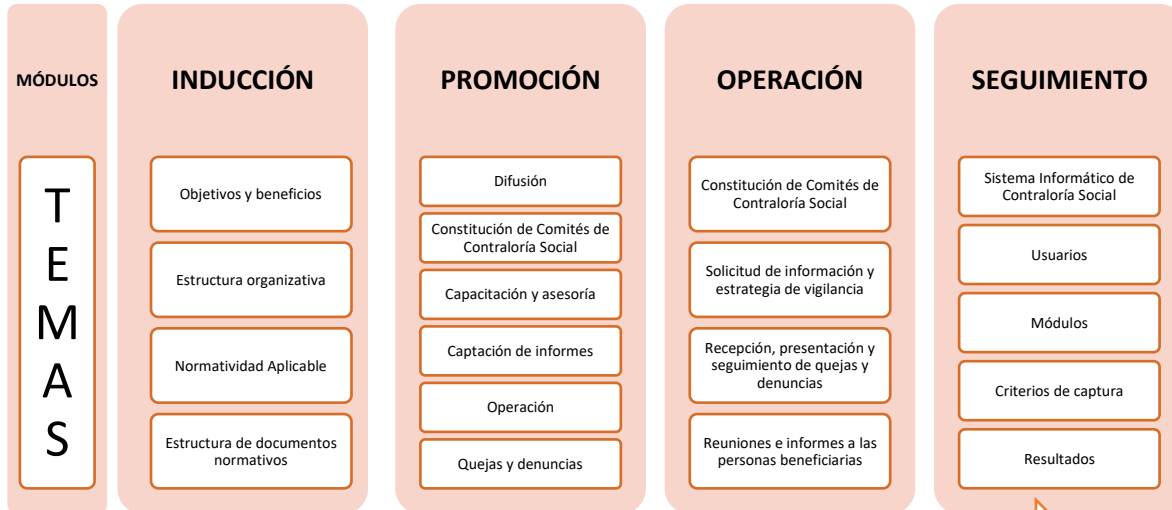 MÓDULOS
T
E
M
A
S
INDUCCIÓN
Objetivos y beneficios
Estructura organizativa
Normatividad Aplicable
Estructura de documentos
normativos
PROMOCIÓN
Difusión
Constitución de Comités de
Contraloría Social
Capacitación y asesoría
Captación de informes
Operación
Quejas y denuncias
OPERACIÓN
Constitución de Comités de
Contraloría Social
Solicitud de información y
estrategia de vigilancia
Recepción, presentación y
seguimiento de quejas y
denuncias
Reuniones e informes a las
personas beneficiarias
SEGUIMIENTO
Sistema Informático de
Contraloría Social
Usuarios
Módulos
Criterios de captura
Resultados